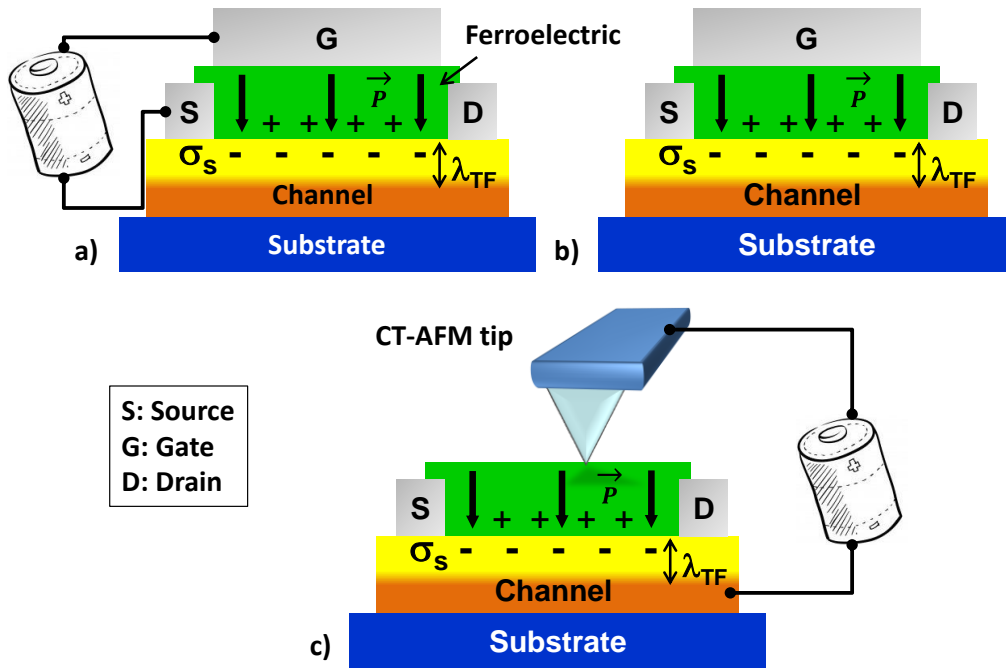 G
Ferroelectric
S
P
D
+ + + + +
σs
- - - - -
λTF
Channel
a)
Substrate
G
S
P
D
+ + + + +
σs
- - - - -
λTF
Channel
b)
Substrate
CT-AFM tip
S: Source
G: Gate
D: Drain
S
P
D
+ + + + +
σs
- - - - -
λTF
Channel
c)
Substrate